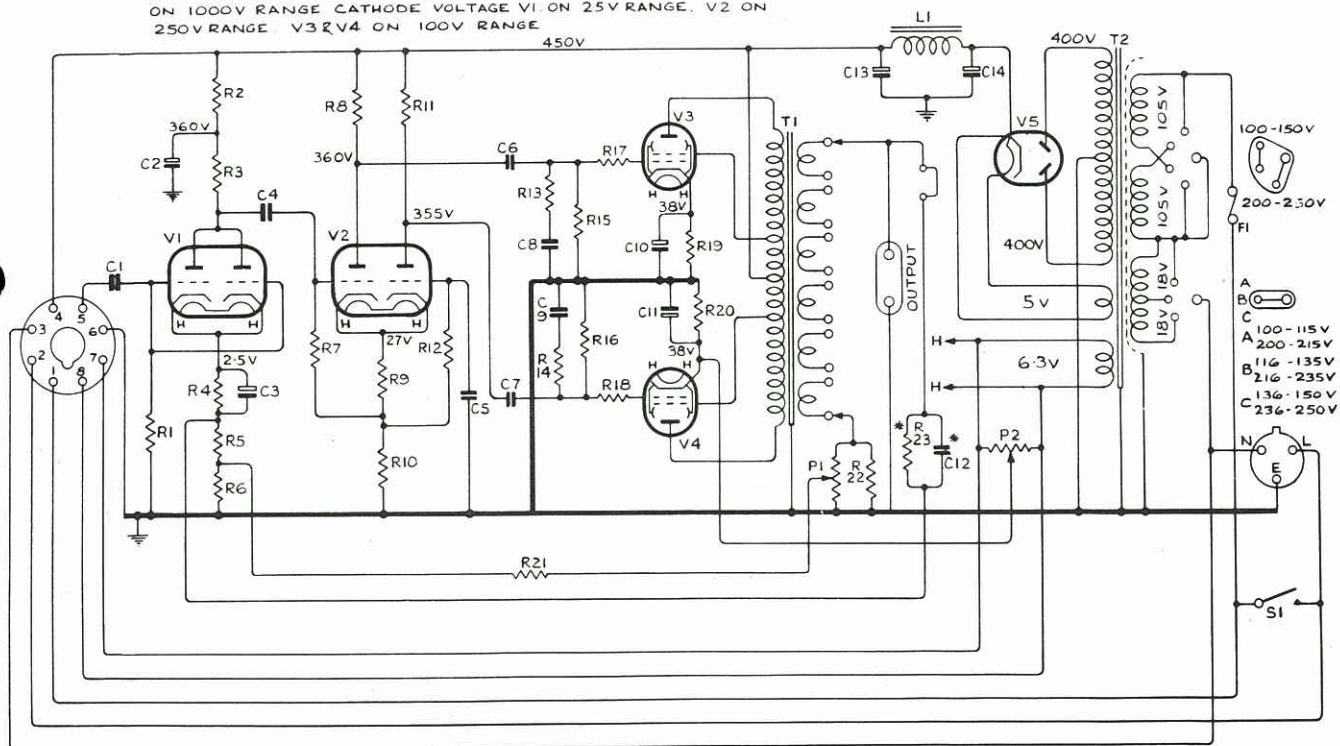 ON 1000V RANGE CATHODE VOLTAGE V1. ON 25V RANGE. V2 ON
250V RANGE. V3 & V4 ON 100V RANGE
450V
L1
400V
T2
R2
R8
R11
C13
C14
V3
T1
V5
105V
100-150V
360V
C2
R3
360V
C6
R17
R13
R15
38V
C4
355V
105V
200-250V
F1
V1
V2
C8
C10
R19
400V
C1
OUTPUT
5V
18V
18V
A
B
C
4
5
3
6
2
7
1
8
H
H
H
H
H
H
H
H
2·5V
27V
R7
R12
C9
C11
R20
R16
R14
38V
H
H
6·3V
A 100-115V
200-215V
B 116-135V
216-235V
C 136-150V
236-250V
R4
C3
R9
C5
C7
R18
V4
R1
R5
R6
R10
P1
R22
*
R23
*
C12
P2
N
L
E
R21
S1